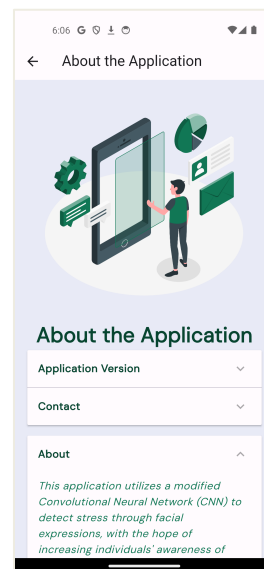 6:06
About the Application
About the Application
Application Version
Contact
About
This application utilizes a modified
Convolutional Neural Network (CNN) to
detect stress through facial
expressions, with the hope of
increasing individuals' awareness of